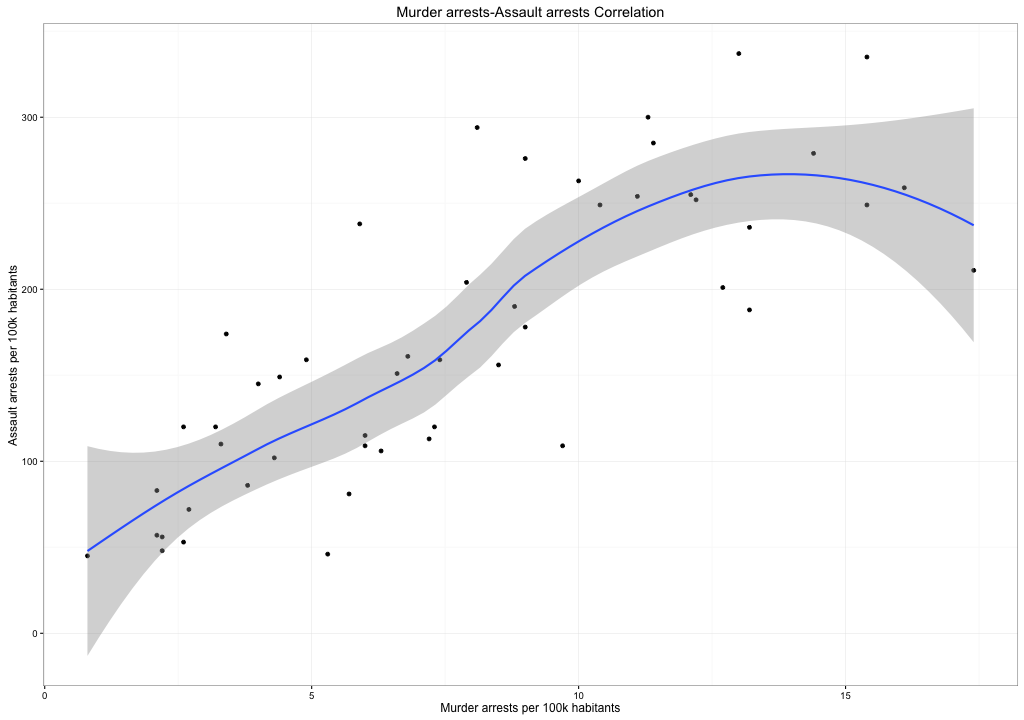 Murder arrests-Assault arrests Correlation
Assault arrests per 100k habitants
300
200
100
0
0
5
10
15
Murder arrests per 100k habitants